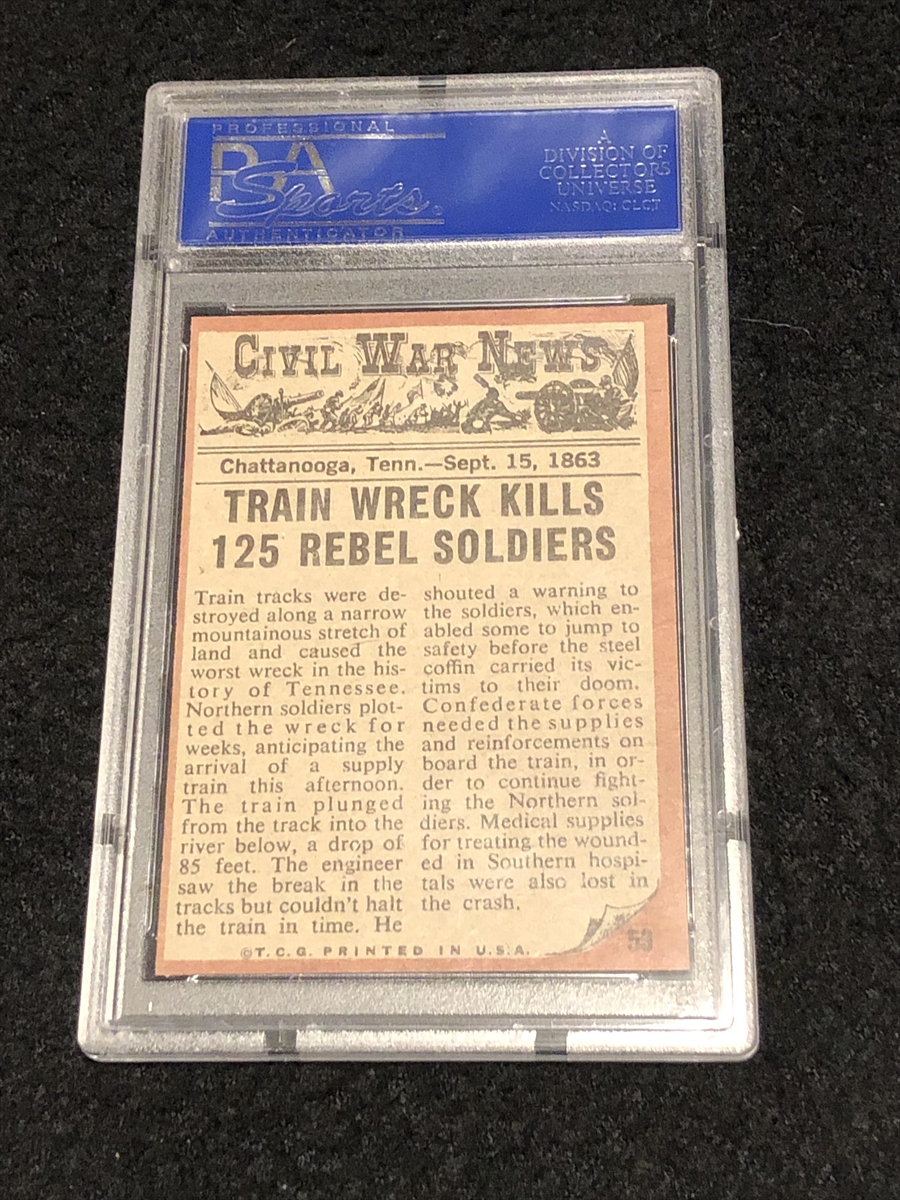 PROFESSIONAL
PSA
Sports
AUTHENTICATOR
A
DIVISION OF
COLLECTORS
UNIVERSE
NASDAQ: CLCT
CIVIL WAR NEWS
Chattanooga, Tenn.—Sept. 15, 1863
TRAIN WRECK KILLS
125 REBEL SOLDIERS
Train tracks were de-
stroyed along a narrow
mountainous stretch of
land and caused the
worst wreck in the his-
tory of Tennessee.
Northern soldiers plot-
ted the wreck for
weeks, anticipating the
arrival of a supply
train this afternoon.
The train plunged
from the track into the
river below, a drop of
85 feet. The engineer
saw the break in the
tracks but couldn't halt
the train in time. He
shouted a warning to
the soldiers, which en-
abled some to jump to
safety before the steel
coffin carried its vic-
tims to their doom.
Confederate forces
needed the supplies
and reinforcements on
board the train, in or-
der to continue fight-
ing the Northern sol-
diers. Medical supplies
for treating the wound-
ed in Southern hospi-
tals were also lost in
the crash.
©T.C.G. PRINTED IN U.S.A.